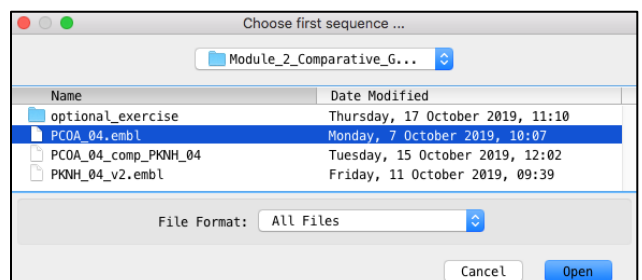 Choose first sequence ...
Module_2_Comparative_G...
Name Date Modified
optional_exercise Thursday, 17 October 2019, 11:10
PCOA_04.embl Monday, 7 October 2019, 10:07
PCOA_04_comp_PKNH_04 Tuesday, 15 October 2019, 12:02
PKNH_04_v2.embl Friday, 11 October 2019, 09:39
File Format: All Files
Cancel Open